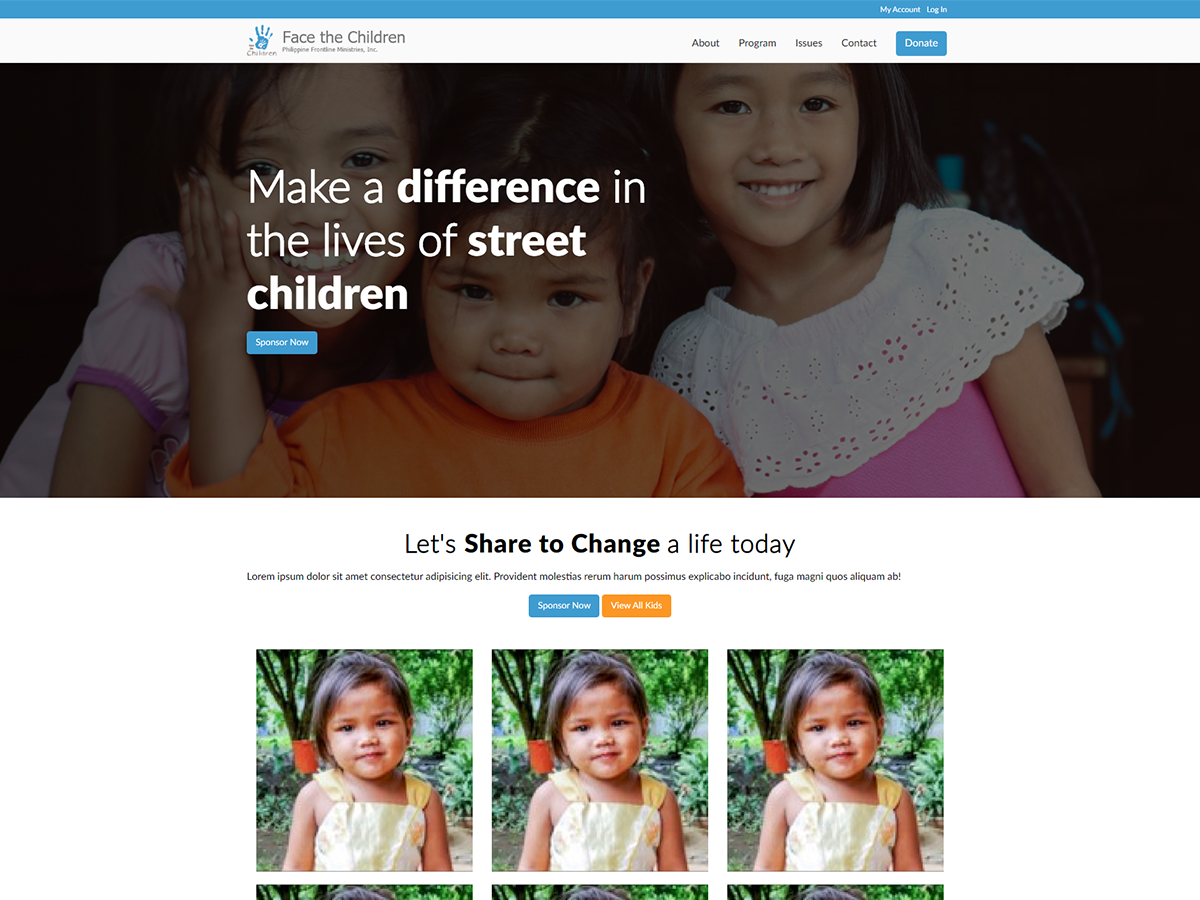 My Account Log In
Face the Children
Philippine Frontline Ministries, Inc.
Children
About Program Issues Contact Donate
Make a difference in
the lives of street
children
Sponsor Now
Let's Share to Change a life today
Lorem ipsum dolor sit amet consectetur adipisicing elit. Provident molestias rerum harum possimus explicabo incidunt, fuga magni quos aliquam ab!
Sponsor Now View All Kids